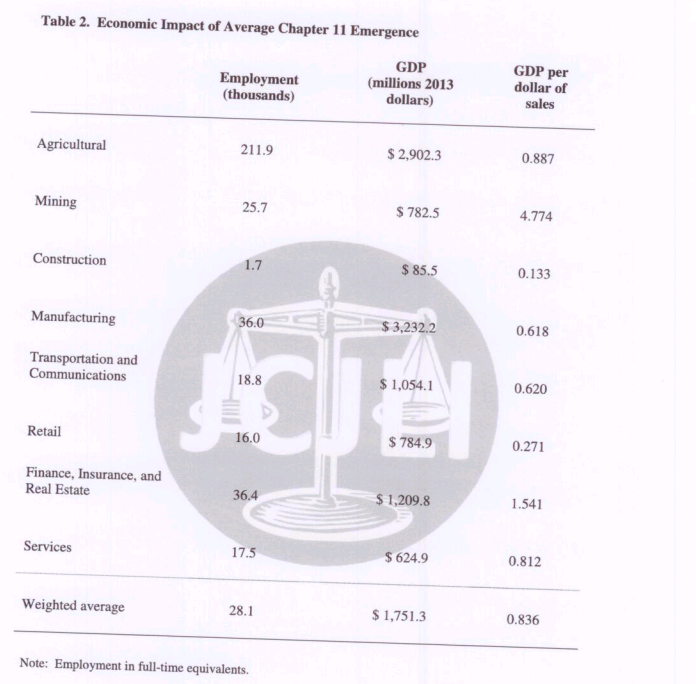 Table 2. Economic Impact of Average Chapter 11 Emergence
Employment (thousands) GDP (millions 2013 dollars) GDP per dollar of sales
Agricultural 211.9 $ 2,902.3 0.887
Mining 25.7 $ 782.5 4.774
Construction 1.7 $ 85.5 0.133
Manufacturing 36.0 $ 3,232.2 0.618
Transportation and Communications 18.8 $ 1,054.1 0.620
Retail 16.0 $ 784.9 0.271
Finance, Insurance, and Real Estate 36.4 $ 1,209.8 1.541
Services 17.5 $ 624.9 0.812
Weighted average 28.1 $ 1,751.3 0.836
Note: Employment in full-time equivalents.
JCJLI